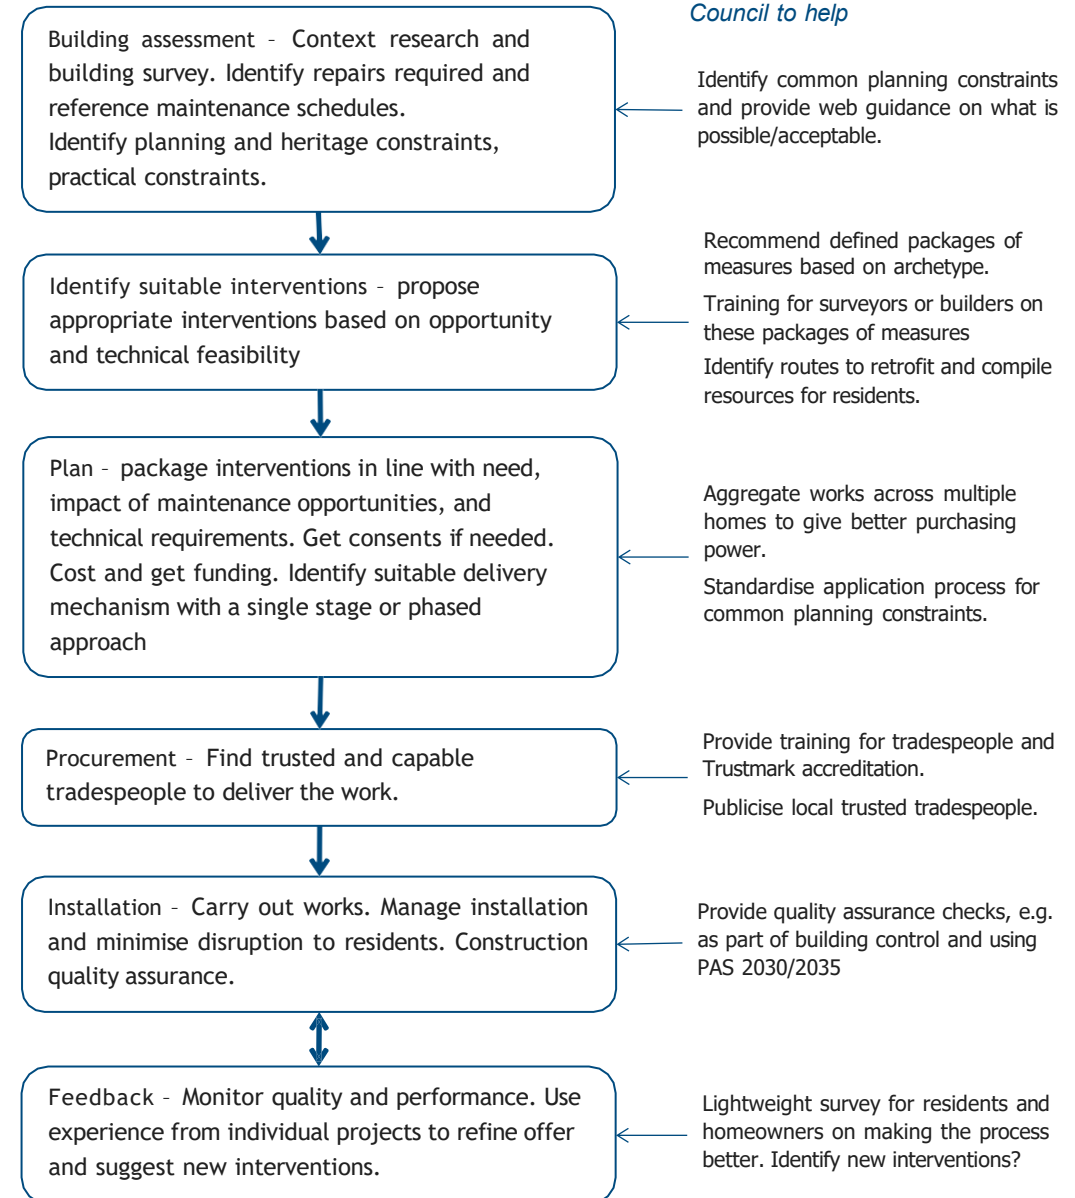 Council to help
Building assessment – Context research and
building survey. Identify repairs required and
reference maintenance schedules.
Identify planning and heritage constraints,
practical constraints.
Identify common planning constraints
and provide web guidance on what is
possible/acceptable.
Identify suitable interventions – propose
appropriate interventions based on opportunity
and technical feasibility
Recommend defined packages of
measures based on archetype.
Training for surveyors or builders on
these packages of measures
Identify routes to retrofit and compile
resources for residents.
Plan – package interventions in line with need,
impact of maintenance opportunities, and
technical requirements. Get consents if needed.
Cost and get funding. Identify suitable delivery
mechanism with a single stage or phased
approach
Aggregate works across multiple
homes to give better purchasing
power.
Standardise application process for
common planning constraints.
Procurement – Find trusted and capable
tradespeople to deliver the work.
Provide training for tradespeople and
Trustmark accreditation.
Publicise local trusted tradespeople.
Installation – Carry out works. Manage installation
and minimise disruption to residents. Construction
quality assurance.
Provide quality assurance checks, e.g.
as part of building control and using
PAS 2030/2035
Feedback – Monitor quality and performance. Use
experience from individual projects to refine offer
and suggest new interventions.
Lightweight survey for residents and
homeowners on making the process
better. Identify new interventions?